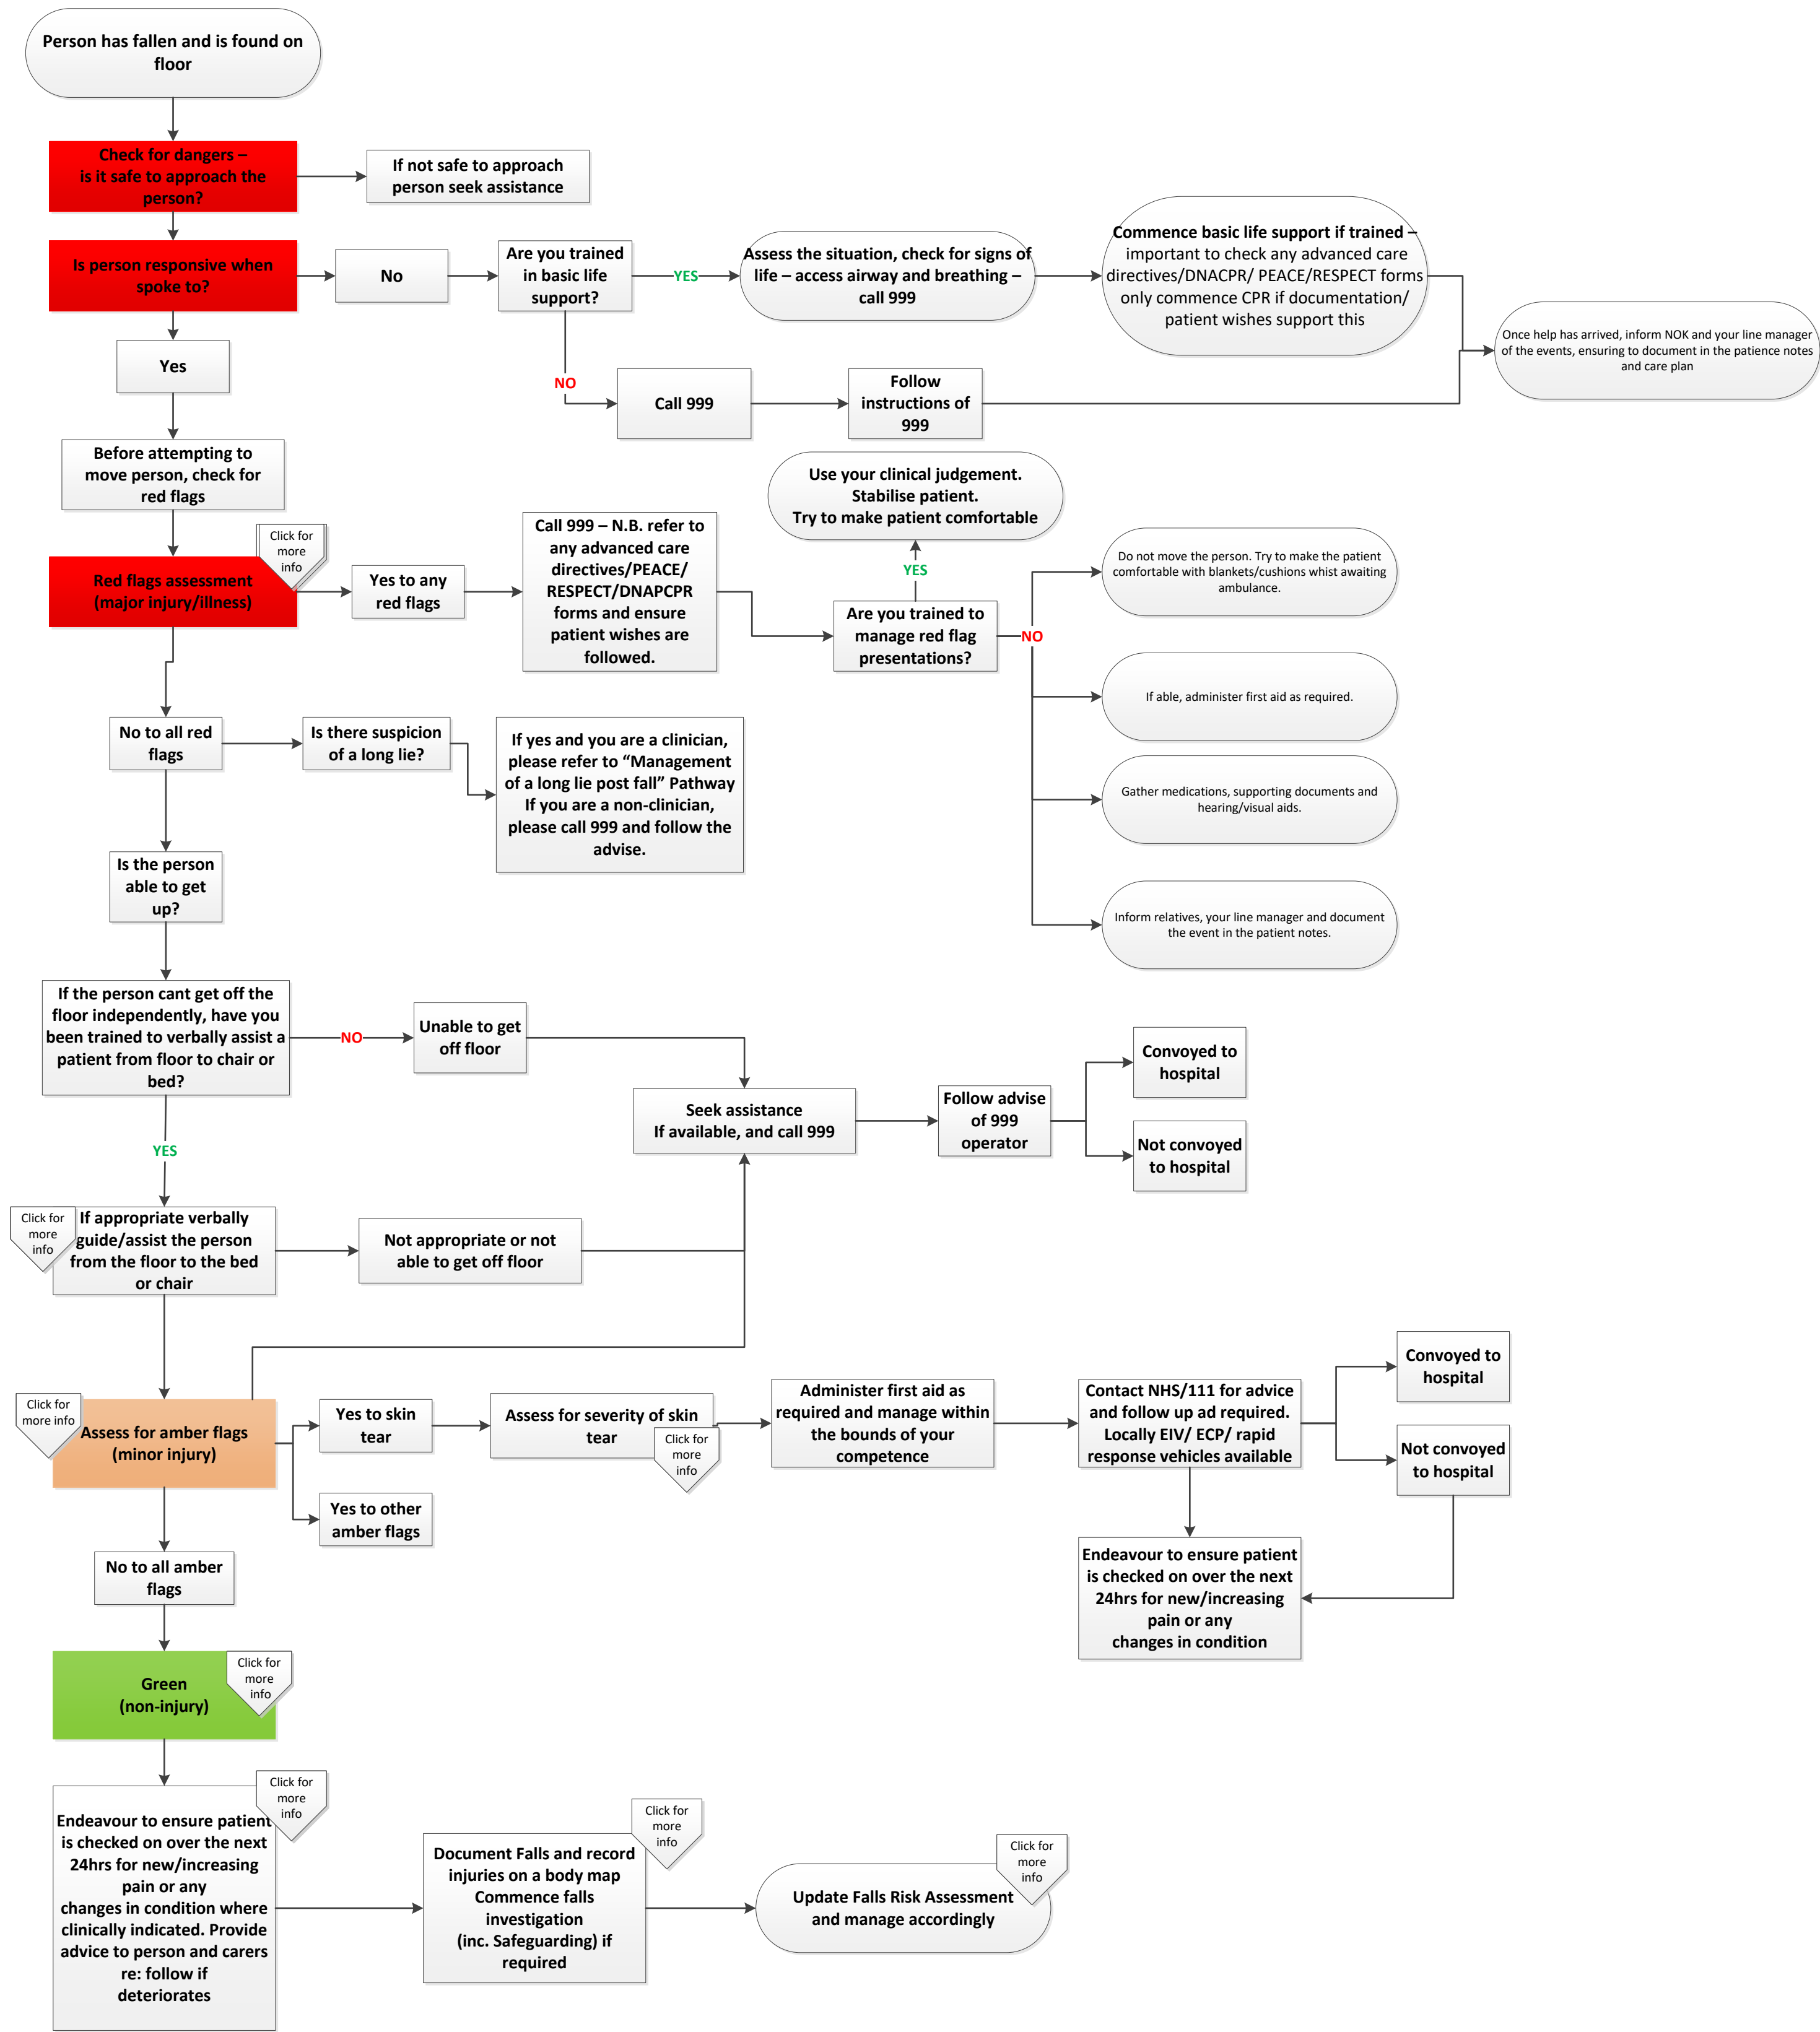 Person has fallen and is found on
floor
Check for dangers –
is it safe to approach the
person?
If not safe to approach
person seek assistance
Is person responsive when
spoke to?
No
Are you trained
in basic life
support?
YES
Assess the situation, check for signs of
life – access airway and breathing –
call 999
Commence basic life support if trained –
important to check any advanced care
directives/DNACPR/ PEACE/RESPECT forms
only commence CPR if documentation/
patient wishes support this
Once help has arrived, inform NOK and your line manager
of the events, ensuring to document in the patience notes
and care plan
NO
Call 999
Follow
instructions of
999
Yes
Before attempting to
move person, check for
red flags
Click for
more
info
Red flags assessment
(major injury/illness)
Yes to any
red flags
Call 999 – N.B. refer to
any advanced care
directives/PEACE/
RESPECT/DNAPCPR
forms and ensure
patient wishes are
followed.
Use your clinical judgement.
Stabilise patient.
Try to make patient comfortable
YES
Are you trained to
manage red flag
presentations?
NO
Do not move the person. Try to make the patient
comfortable with blankets/cushions whist awaiting
ambulance.
If able, administer first aid as required.
Gather medications, supporting documents and
hearing/visual aids.
Inform relatives, your line manager and document
the event in the patient notes.
No to all red
flags
Is there suspicion
of a long lie?
If yes and you are a clinician,
please refer to “Management
of a long lie post fall” Pathway
If you are a non-clinician,
please call 999 and follow the
advise.
Is the person
able to get
up?
If the person cant get off the
floor independently, have you
been trained to verbally assist a
patient from floor to chair or
bed?
NO
Unable to get
off floor
Seek assistance
If available, and call 999
Follow advise
of 999
operator
Convoyed to
hospital
Not convoyed
to hospital
YES
Click for
more
info
If appropriate verbally
guide/assist the person
from the floor to the bed
or chair
Not appropriate or not
able to get off floor
Click for
more info
Assess for amber flags
(minor injury)
Yes to skin
tear
Assess for severity of skin
tear
Click for
more
info
Administer first aid as
required and manage within
the bounds of your
competence
Contact NHS/111 for advice
and follow up ad required.
Locally EIV/ ECP/ rapid
response vehicles available
Convoyed to
hospital
Not convoyed
to hospital
Yes to other
amber flags
Endeavour to ensure patient
is checked on over the next
24hrs for new/increasing
pain or any
changes in condition
No to all amber
flags
Green
(non-injury)
Click for
more
info
Click for
more
info
Endeavour to ensure patient
is checked on over the next
24hrs for new/increasing
pain or any
changes in condition where
clinically indicated. Provide
advice to person and carers
re: follow if
deteriorates
Click for
more
info
Document Falls and record
injuries on a body map
Commence falls
investigation
(inc. Safeguarding) if
required
Click for
more
info
Update Falls Risk Assessment
and manage accordingly